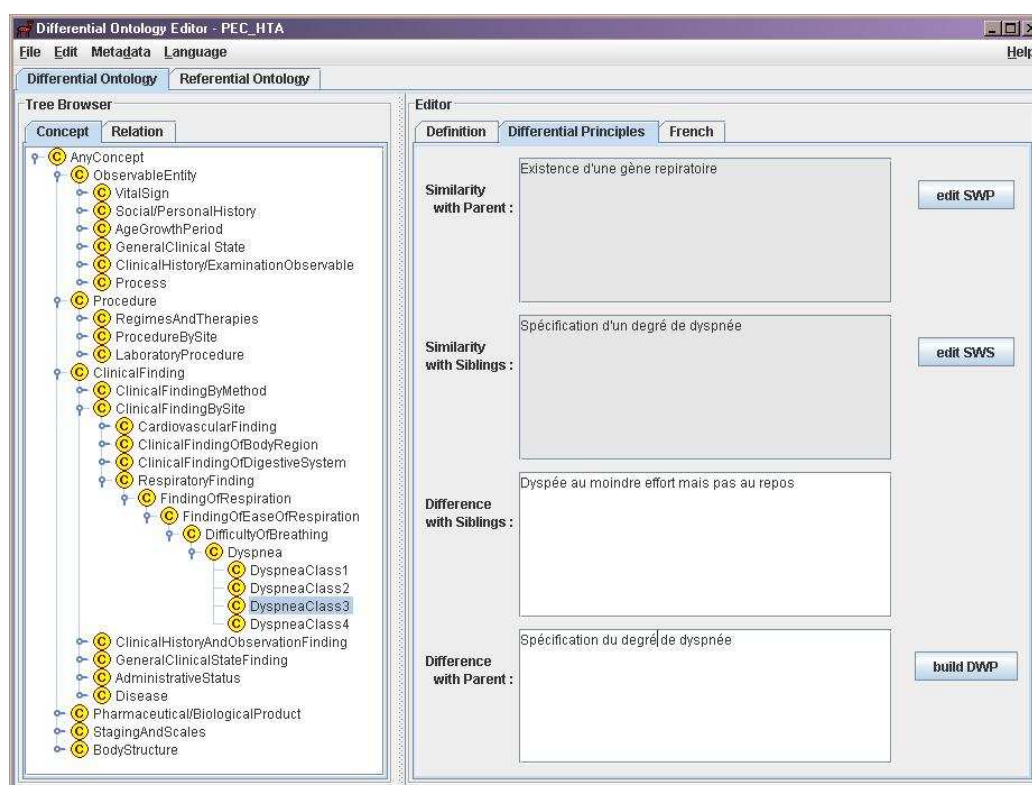 Differential Ontology Editor - PEC_HTA
File Edit Metadata Language Help
Differential Ontology Referential Ontology
Tree Browser
Concept Relation
AnyConcept
ObservableEntity
VitalSign
Social/PersonalHistory
AgeGrowthPeriod
GeneralClinical State
ClinicalHistory/ExaminationObservable
Process
Procedure
RegimesAndTherapies
ProcedureBySite
LaboratoryProcedure
ClinicalFinding
ClinicalFindingByMethod
ClinicalFindingBySite
CardiovascularFinding
ClinicalFindingOfBodyRegion
ClinicalFindingOfDigestiveSystem
RespiratoryFinding
FindingOfRespiration
FindingOfEaseOfRespiration
DifficultyOfBreathing
Dyspnea
DyspneaClass1
DyspneaClass2
DyspneaClass3
DyspneaClass4
ClinicalHistoryAndObservationFinding
GeneralClinicalStateFinding
AdministrativeStatus
Disease
Pharmaceutical/BiologicalProduct
StagingAndScales
BodyStructure
Editor
Definition Differential Principles French
Similarity
with Parent :
Existence d'une gène repiratoire
edit SWP
Similarity
with Siblings :
Spécification d'un degré de dyspnée
edit SWS
Difference
with Siblings :
Dyspée au moindre effort mais pas au repos
Difference
with Parent :
Spécification du degré de dyspnée
build DWP